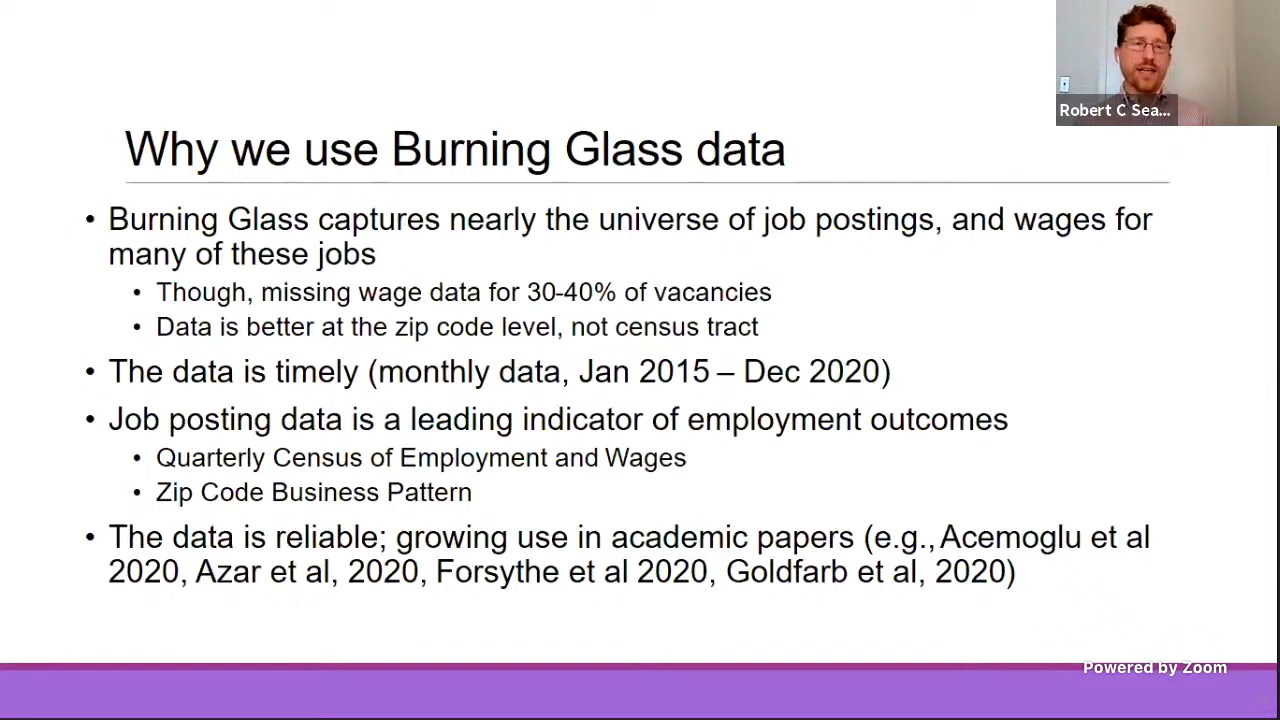 Robert C Sea...
Why we use Burning Glass data
• Burning Glass captures nearly the universe of job postings, and wages for
many of these jobs
• Though, missing wage data for 30-40% of vacancies
• Data is better at the zip code level, not census tract
• The data is timely (monthly data, Jan 2015 – Dec 2020)
• Job posting data is a leading indicator of employment outcomes
• Quarterly Census of Employment and Wages
• Zip Code Business Pattern
• The data is reliable; growing use in academic papers (e.g., Acemoglu et al
2020, Azar et al, 2020, Forsythe et al 2020, Goldfarb et al, 2020)
Powered by Zoom